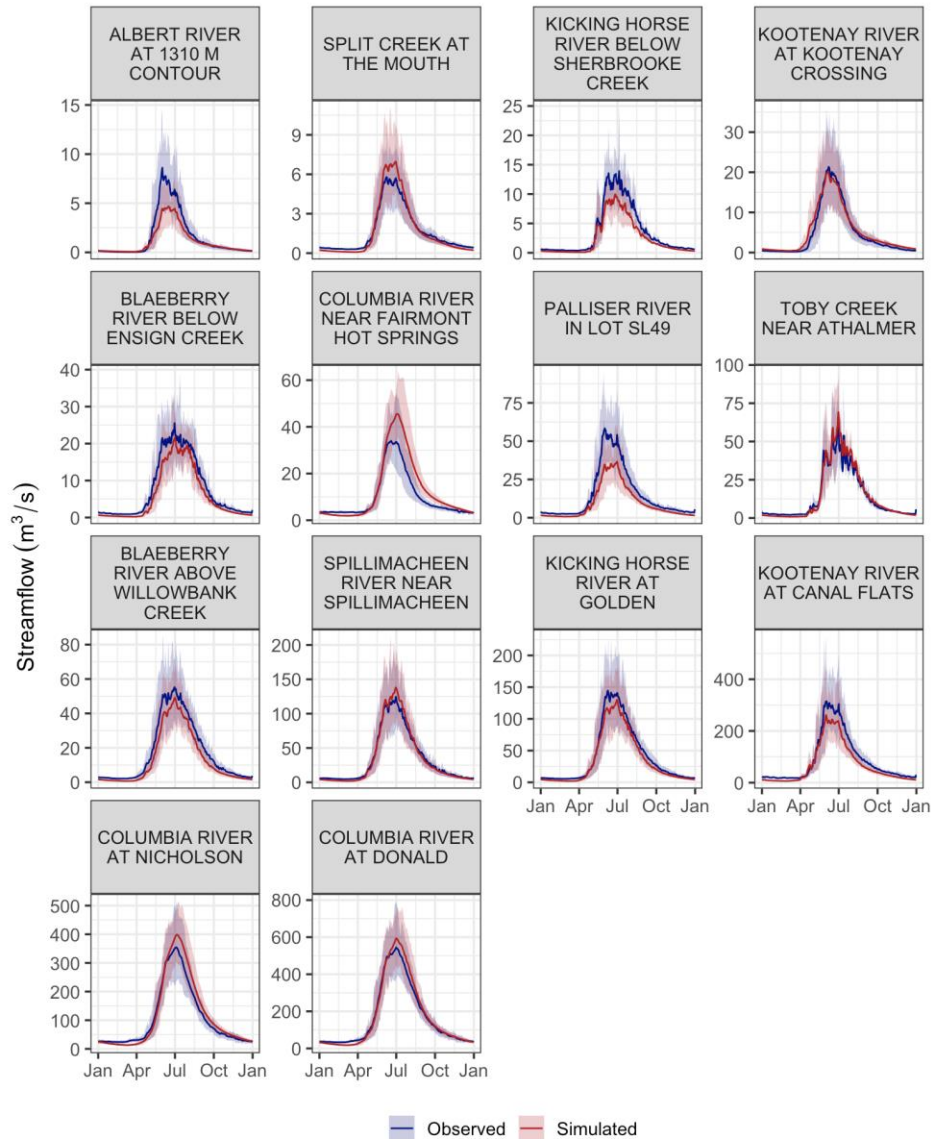 ALBERT RIVER
AT 1310 M
CONTOUR
SPLIT CREEK AT
THE MOUTH
KICKING HORSE
RIVER BELOW
SHERBROOKE
CREEK
KOOTENAY RIVER
AT KOOTENAY
CROSSING
15
10
5
0
9
6
3
0
25
20
15
10
5
0
30
20
10
0
BLAEBERRY
RIVER BELOW
ENSIGN CREEK
COLUMBIA RIVER
NEAR FAIRMONT
HOT SPRINGS
PALLISER RIVER
IN LOT SL49
TOBY CREEK
NEAR ATHALMER
40
30
20
10
0
60
40
20
0
75
50
25
0
100
75
50
25
0
Streamflow (m³/s)
BLAEBERRY
RIVER ABOVE
WILLOWBANK
CREEK
SPILLIMACHEEN
RIVER NEAR
SPILLIMACHEEN
KICKING HORSE
RIVER AT
GOLDEN
KOOTENAY RIVER
AT CANAL FLATS
80
60
40
20
0
200
150
100
50
0
200
150
100
50
0
400
200
0
Jan Apr Jul Oct Jan
Jan Apr Jul Oct Jan
COLUMBIA RIVER
AT NICHOLSON
COLUMBIA RIVER
AT DONALD
500
400
300
200
100
0
800
600
400
200
0
Jan Apr Jul Oct Jan
Jan Apr Jul Oct Jan
Observed Simulated